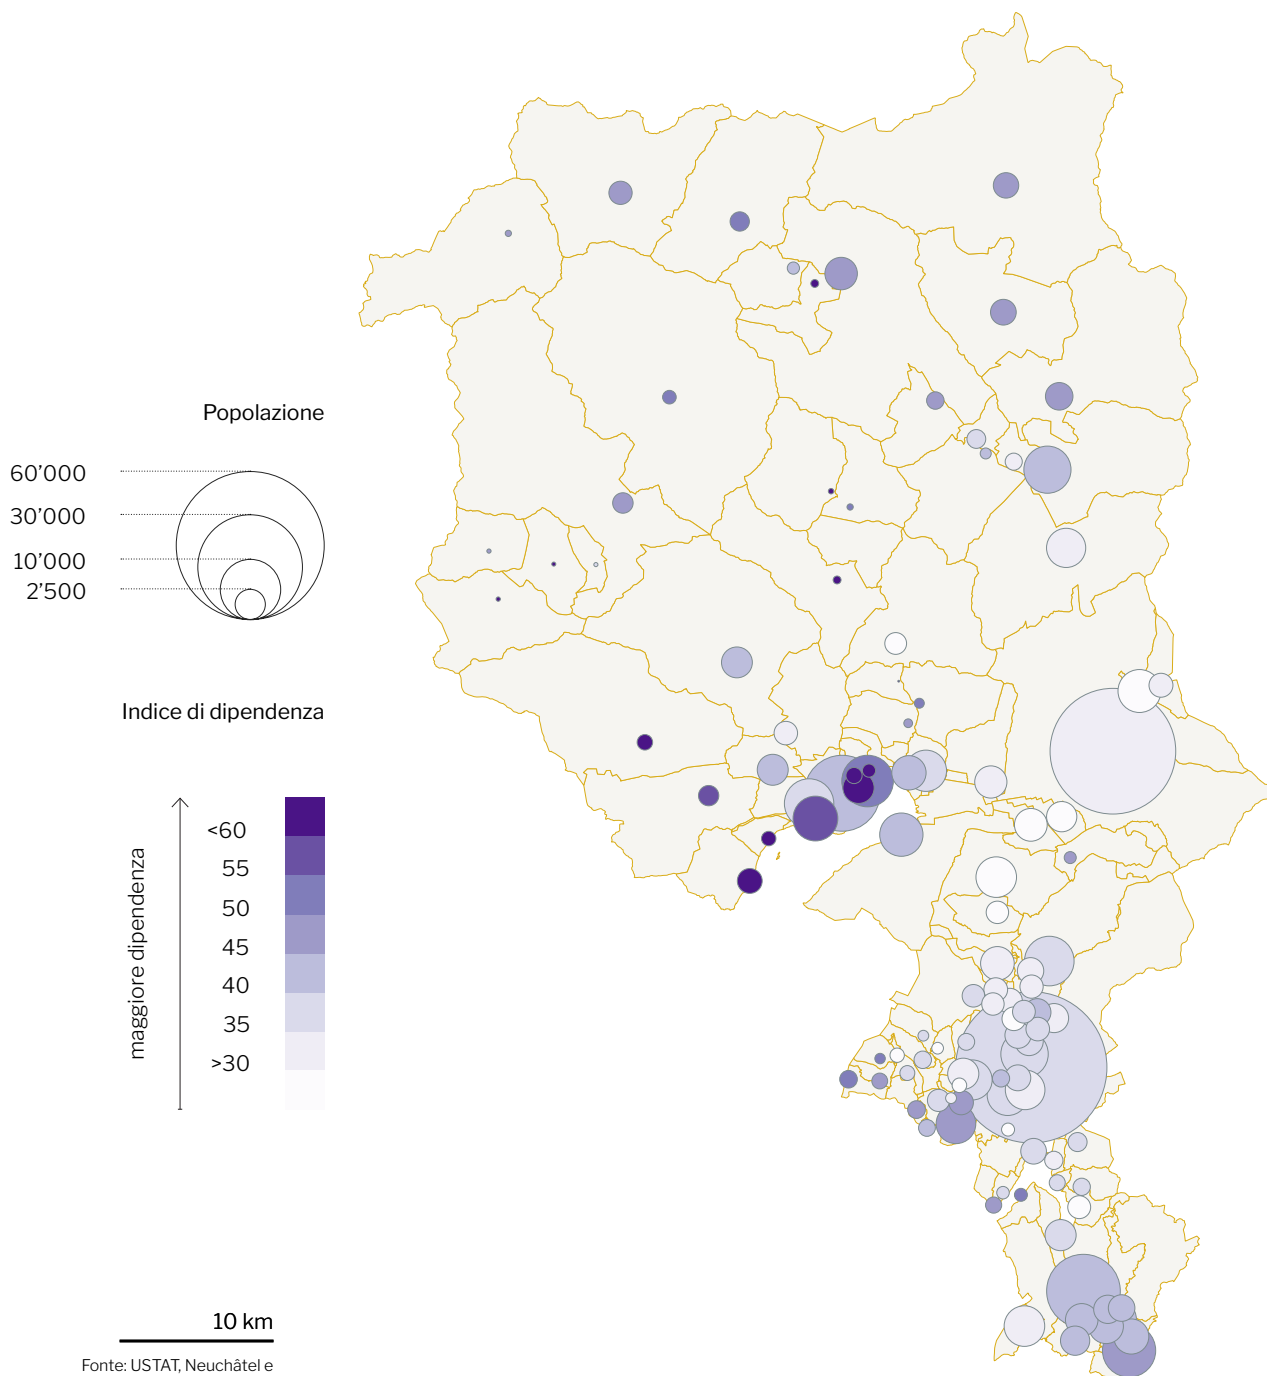 Popolazione
60’000
30’000
10’000
2’500
Indice di dipendenza
maggiore dipendenza
<60
55
50
45
40
35
>30
10 km
Fonte: USTAT, Neuchâtel e